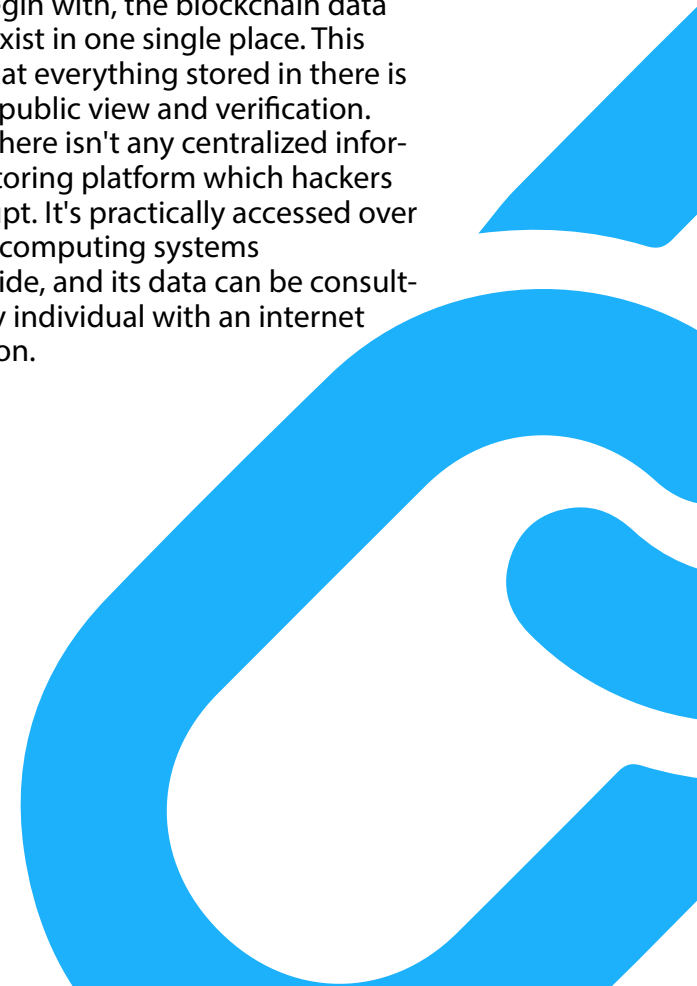 egin with, the blockchain data
xist in one single place. This
at everything stored in there is
public view and verification.
here isn't any centralized infor-
toring platform which hackers
pt. It's practically accessed over
computing systems
ide, and its data can be consult-
y individual with an internet
on.